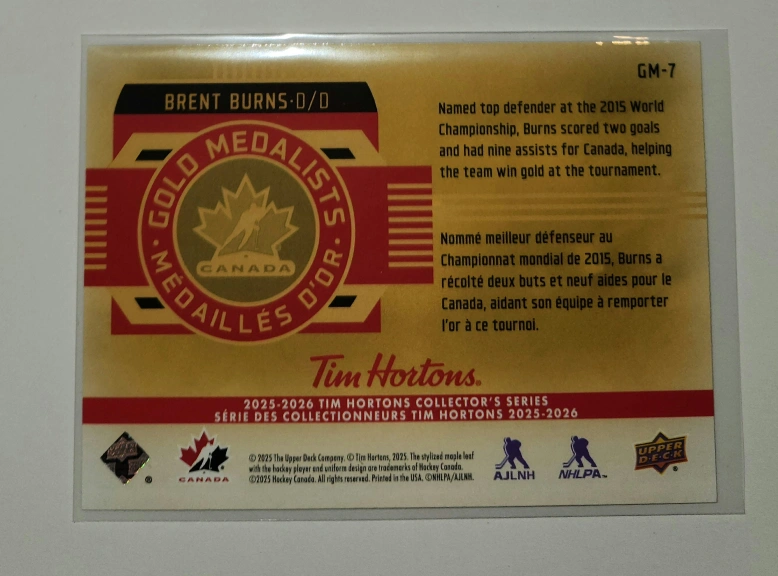 GM-7
BRENT BURNS·D/D
GOLD MEDALISTS
CANADA
MÉDAILLÉS D'OR
Named top defender at the 2015 World
Championship, Burns scored two goals
and had nine assists for Canada, helping
the team win gold at the tournament.
Nommé meilleur défenseur au
Championnat mondial de 2015, Burns a
récolté deux buts et neuf aides pour le
Canada, aidant son équipe à remporter
l'or à ce tournoi.
Tim Hortons®
2025-2026 TIM HORTONS COLLECTOR'S SERIES
SÉRIE DES COLLECTIONNEURS TIM HORTONS 2025-2026
®
CANADA
© 2025 The Upper Deck Company. © Tim Hortons, 2025. The stylized maple leaf
with the hockey player and uniform design are trademarks of Hockey Canada.
©2025 Hockey Canada. All rights reserved. Printed in the USA. ©NHLPA/AJLNH.
AJLNH
NHLPA™
UPPER
D·E·C·K
®